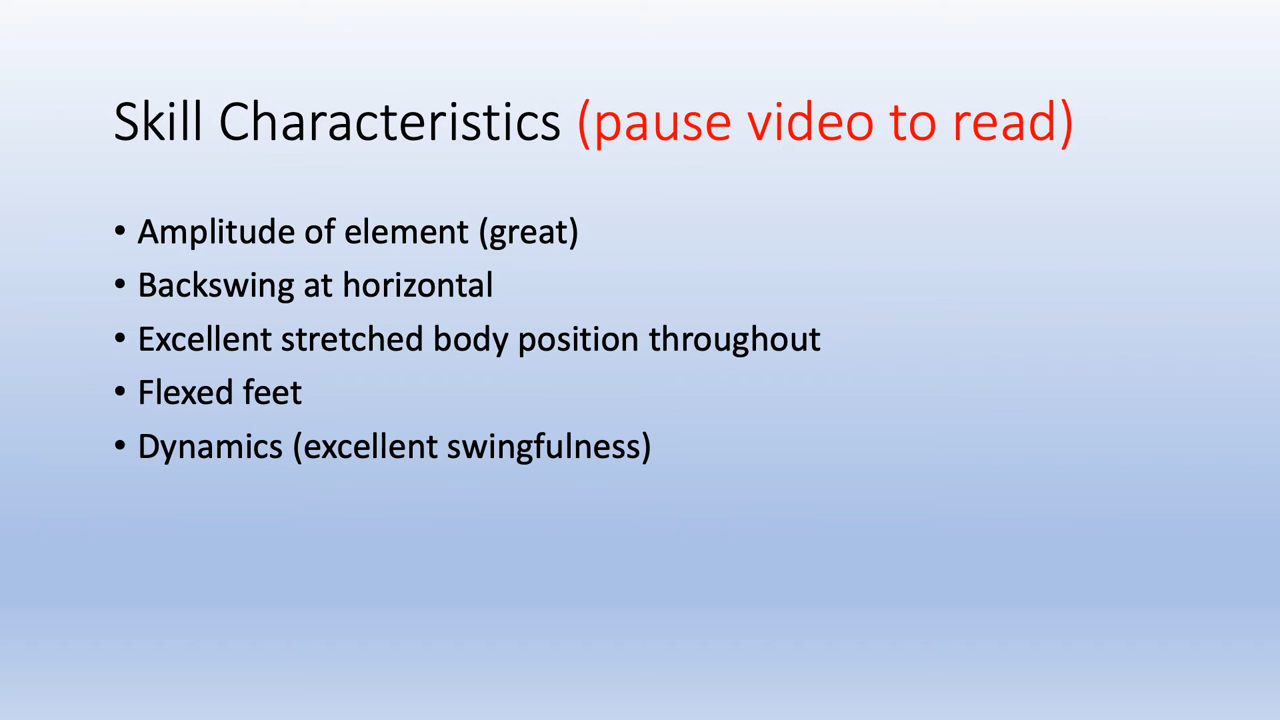 Skill Characteristics (pause video to read)
• Amplitude of element (great)
• Backswing at horizontal
• Excellent stretched body position throughout
• Flexed feet
• Dynamics (excellent swingfulness)